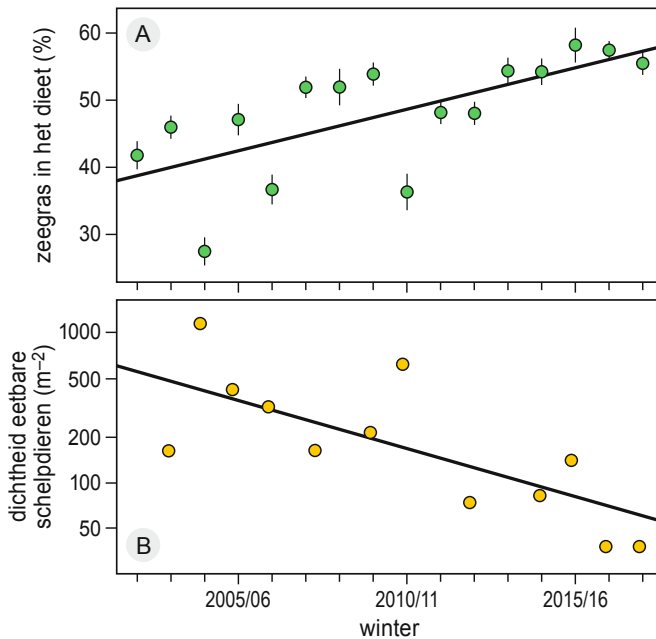 A
zeegras in het dieet (%)
60
50
40
30
B
dichtheid eetbare
schelpdieren (m⁻²)
1000
500
200
100
50
2005/06
2010/11
2015/16
winter